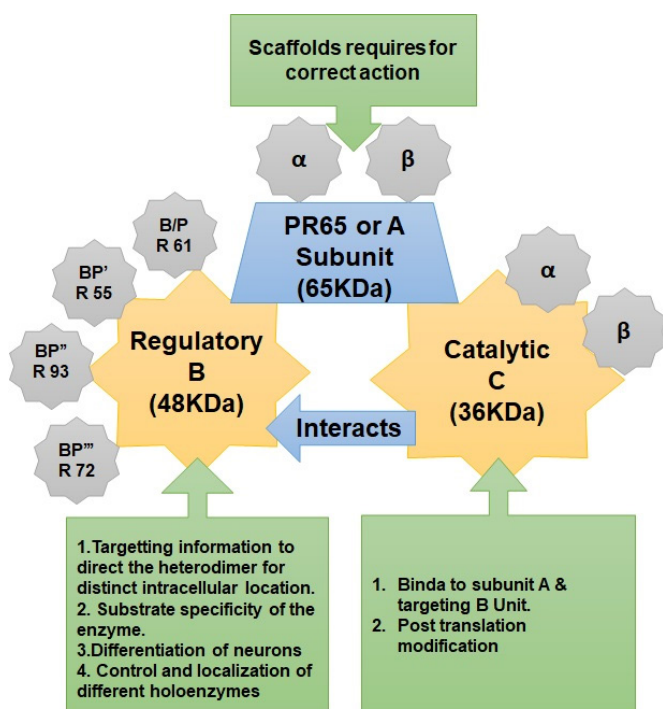 Scaffolds requires for
correct action
α
β
PR65 or A
Subunit
(65KDa)
B/P
R 61
BP'
R 55
BP"
R 93
BP"'
R 72
Regulatory
B
(48KDa)
Interacts
α
β
Catalytic
C
(36KDa)
1.Targetting information to
direct the heterodimer for
distinct intracellular location.
2. Substrate specificity of the
enzyme.
3.Differentiation of neurons
4. Control and localization of
different holoenzymes
1. Binda to subunit A &
targeting B Unit.
2. Post translation
modification